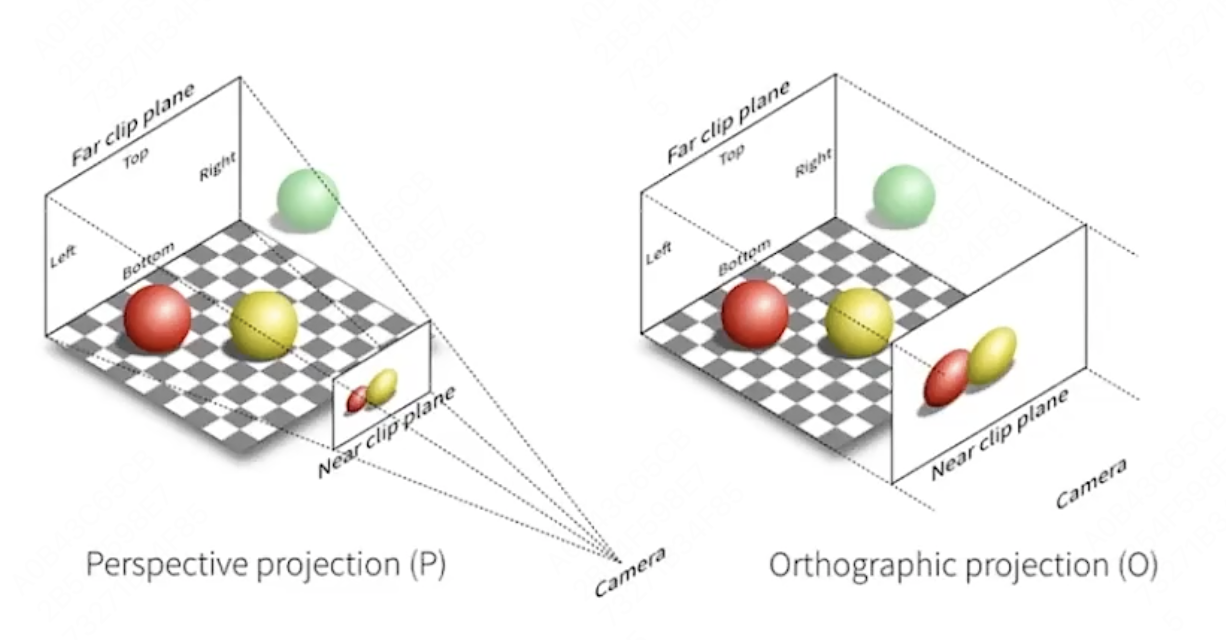 Far clip plane
Top
Right
Left
Bottom
Near clip plane
Camera
Perspective projection (P)
Far clip plane
Top
Right
Left
Bottom
Near clip plane
Camera
Orthographic projection (O)